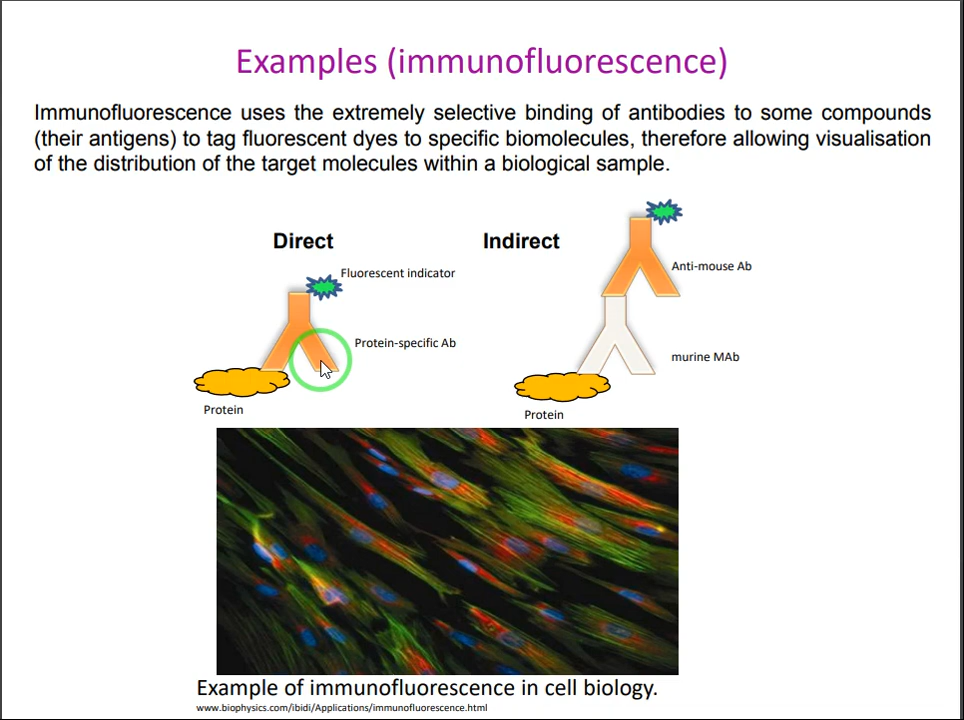 Examples (immunofluorescence)
Immunofluorescence uses the extremely selective binding of antibodies to some compounds
(their antigens) to tag fluorescent dyes to specific biomolecules, therefore allowing visualisation
of the distribution of the target molecules within a biological sample.
Direct
Fluorescent indicator
Protein-specific Ab
Protein
Indirect
Anti-mouse Ab
murine MAb
Protein
Example of immunofluorescence in cell biology.
www.biophysics.com/ibidi/Applications/immunofluorescence.html